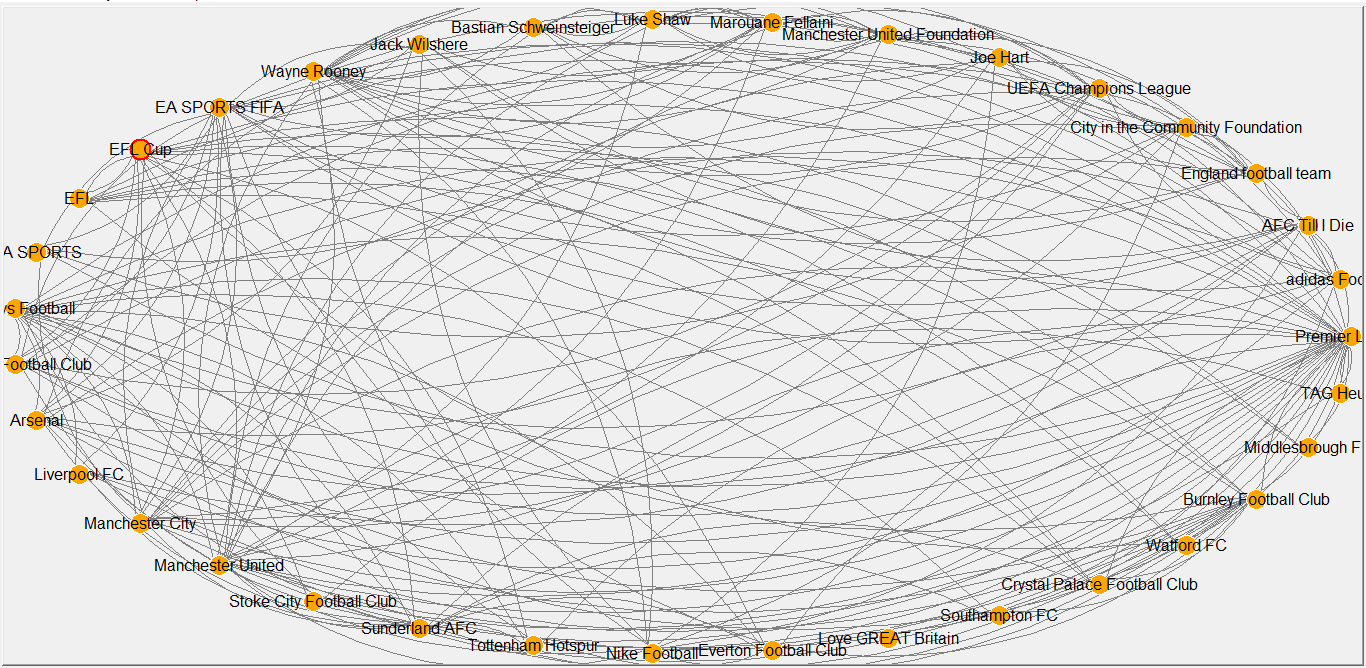 Luke Shaw
Marouane Fellaini
Bastian Schweinsteiger
Manchester United Foundation
Jack Wilshere
Joe Hart
Wayne Rooney
UEFA Champions League
EA SPORTS FIFA
City in the Community Foundation
EFL Cup
England football team
EFL
AFC Till I Die
A SPORTS
adidas Foo
vs Football
Premier L
Football Club
TAG Heu
Arsenal
Middlesbrough F
Liverpool FC
Burnley Football Club
Manchester City
Watford FC
Manchester United
Crystal Palace Football Club
Stoke City Football Club
Southampton FC
Sunderland AFC
Love GREAT Britain
Tottenham Hotspur
Nike Football
Everton Football Club